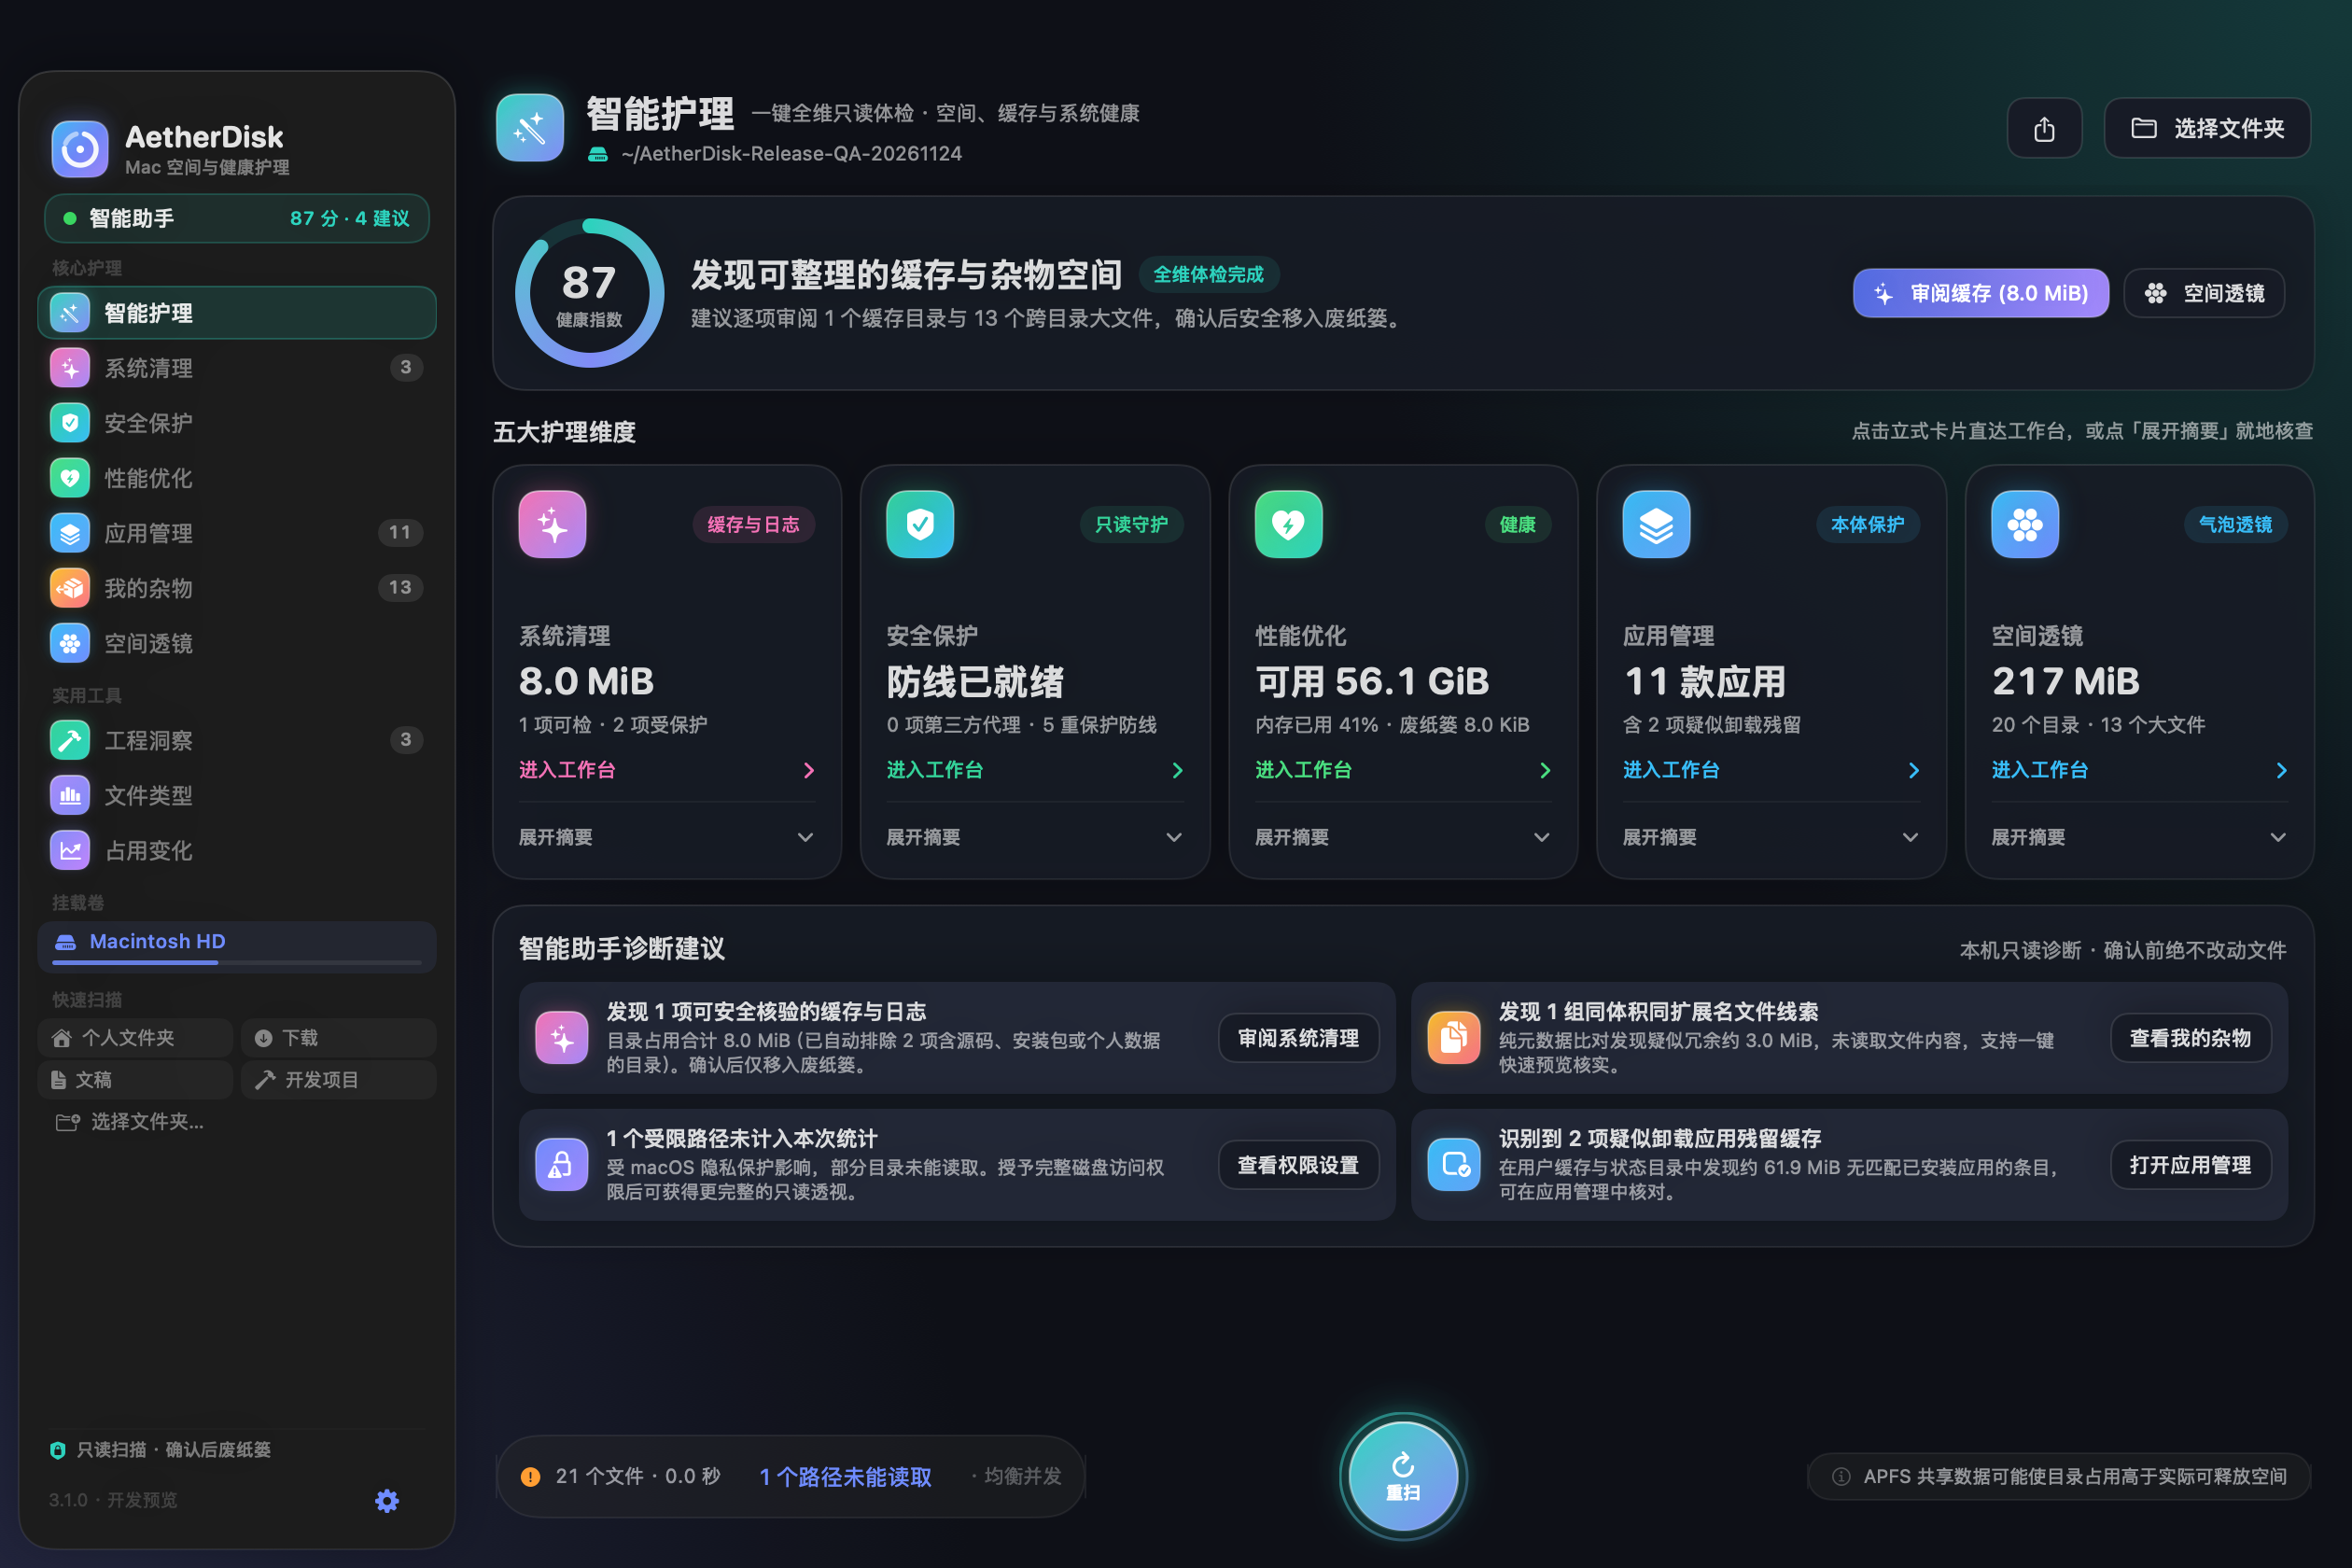 AetherDisk
Mac 空间与健康护理
智能助手 87 分 · 4 建议
核心护理
智能护理
系统清理 3
安全保护
性能优化
应用管理 11
我的杂物 13
空间透镜
实用工具
工程洞察 3
文件类型
占用变化
挂载卷
Macintosh HD
快速扫描
个人文件夹 下载
文稿 开发项目
选择文件夹...
只读扫描 · 确认后废纸篓
3.1.0 · 开发预览
智能护理 一键全维只读体检 · 空间、缓存与系统健康
~/AetherDisk-Release-QA-20261124
选择文件夹
87
健康指数
发现可整理的缓存与杂物空间 全维体检完成
建议逐项审阅 1 个缓存目录与 13 个跨目录大文件，确认后安全移入废纸篓。
审阅缓存 (8.0 MiB) 空间透镜
五大护理维度 点击立式卡片直达工作台，或点「展开摘要」就地核查
缓存与日志
系统清理
8.0 MiB
1 项可检 · 2 项受保护
进入工作台
展开摘要
只读守护
安全保护
防线已就绪
0 项第三方代理 · 5 重保护防线
进入工作台
展开摘要
健康
性能优化
可用 56.1 GiB
内存已用 41% · 废纸篓 8.0 KiB
进入工作台
展开摘要
本体保护
应用管理
11 款应用
含 2 项疑似卸载残留
进入工作台
展开摘要
气泡透镜
空间透镜
217 MiB
20 个目录 · 13 个大文件
进入工作台
展开摘要
智能助手诊断建议 本机只读诊断 · 确认前绝不改动文件
发现 1 项可安全核验的缓存与日志
目录占用合计 8.0 MiB (已自动排除 2 项含源码、安装包或个人数据
的目录)。确认后仅移入废纸篓。
审阅系统清理
发现 1 组同体积同扩展名文件线索
纯元数据比对发现疑似冗余约 3.0 MiB，未读取文件内容，支持一键
快速预览核实。
查看我的杂物
1 个受限路径未计入本次统计
受 macOS 隐私保护影响，部分目录未能读取。授予完整磁盘访问权
限后可获得更完整的只读透视。
查看权限设置
识别到 2 项疑似卸载应用残留缓存
在用户缓存与状态目录中发现约 61.9 MiB 无匹配已安装应用的条目，
可在应用管理中核对。
打开应用管理
21 个文件 · 0.0 秒 1 个路径未能读取 · 均衡并发
重扫
APFS 共享数据可能使目录占用高于实际可释放空间